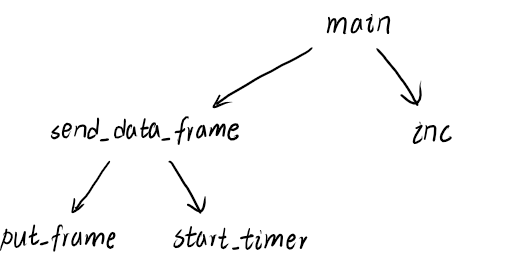 main
send_data_frame
inc
put_frame
start_timer